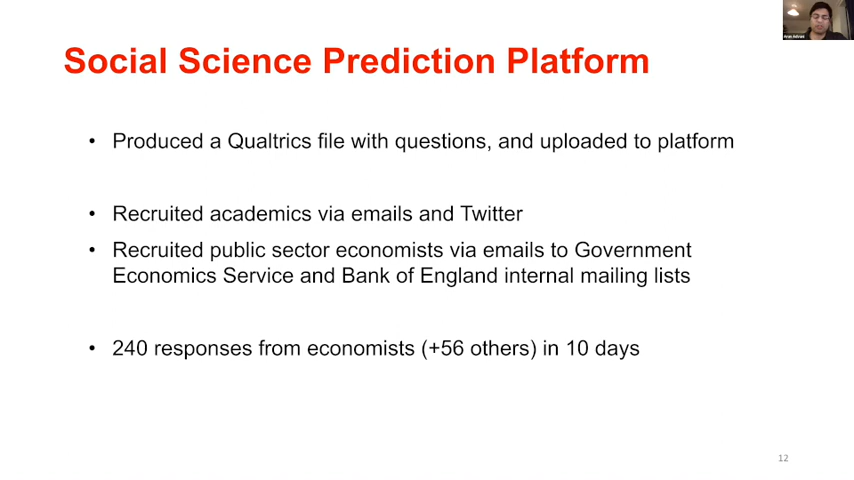 Social Science Prediction Platform
• Produced a Qualtrics file with questions, and uploaded to platform
• Recruited academics via emails and Twitter
• Recruited public sector economists via emails to Government
Economics Service and Bank of England internal mailing lists
• 240 responses from economists (+56 others) in 10 days
12